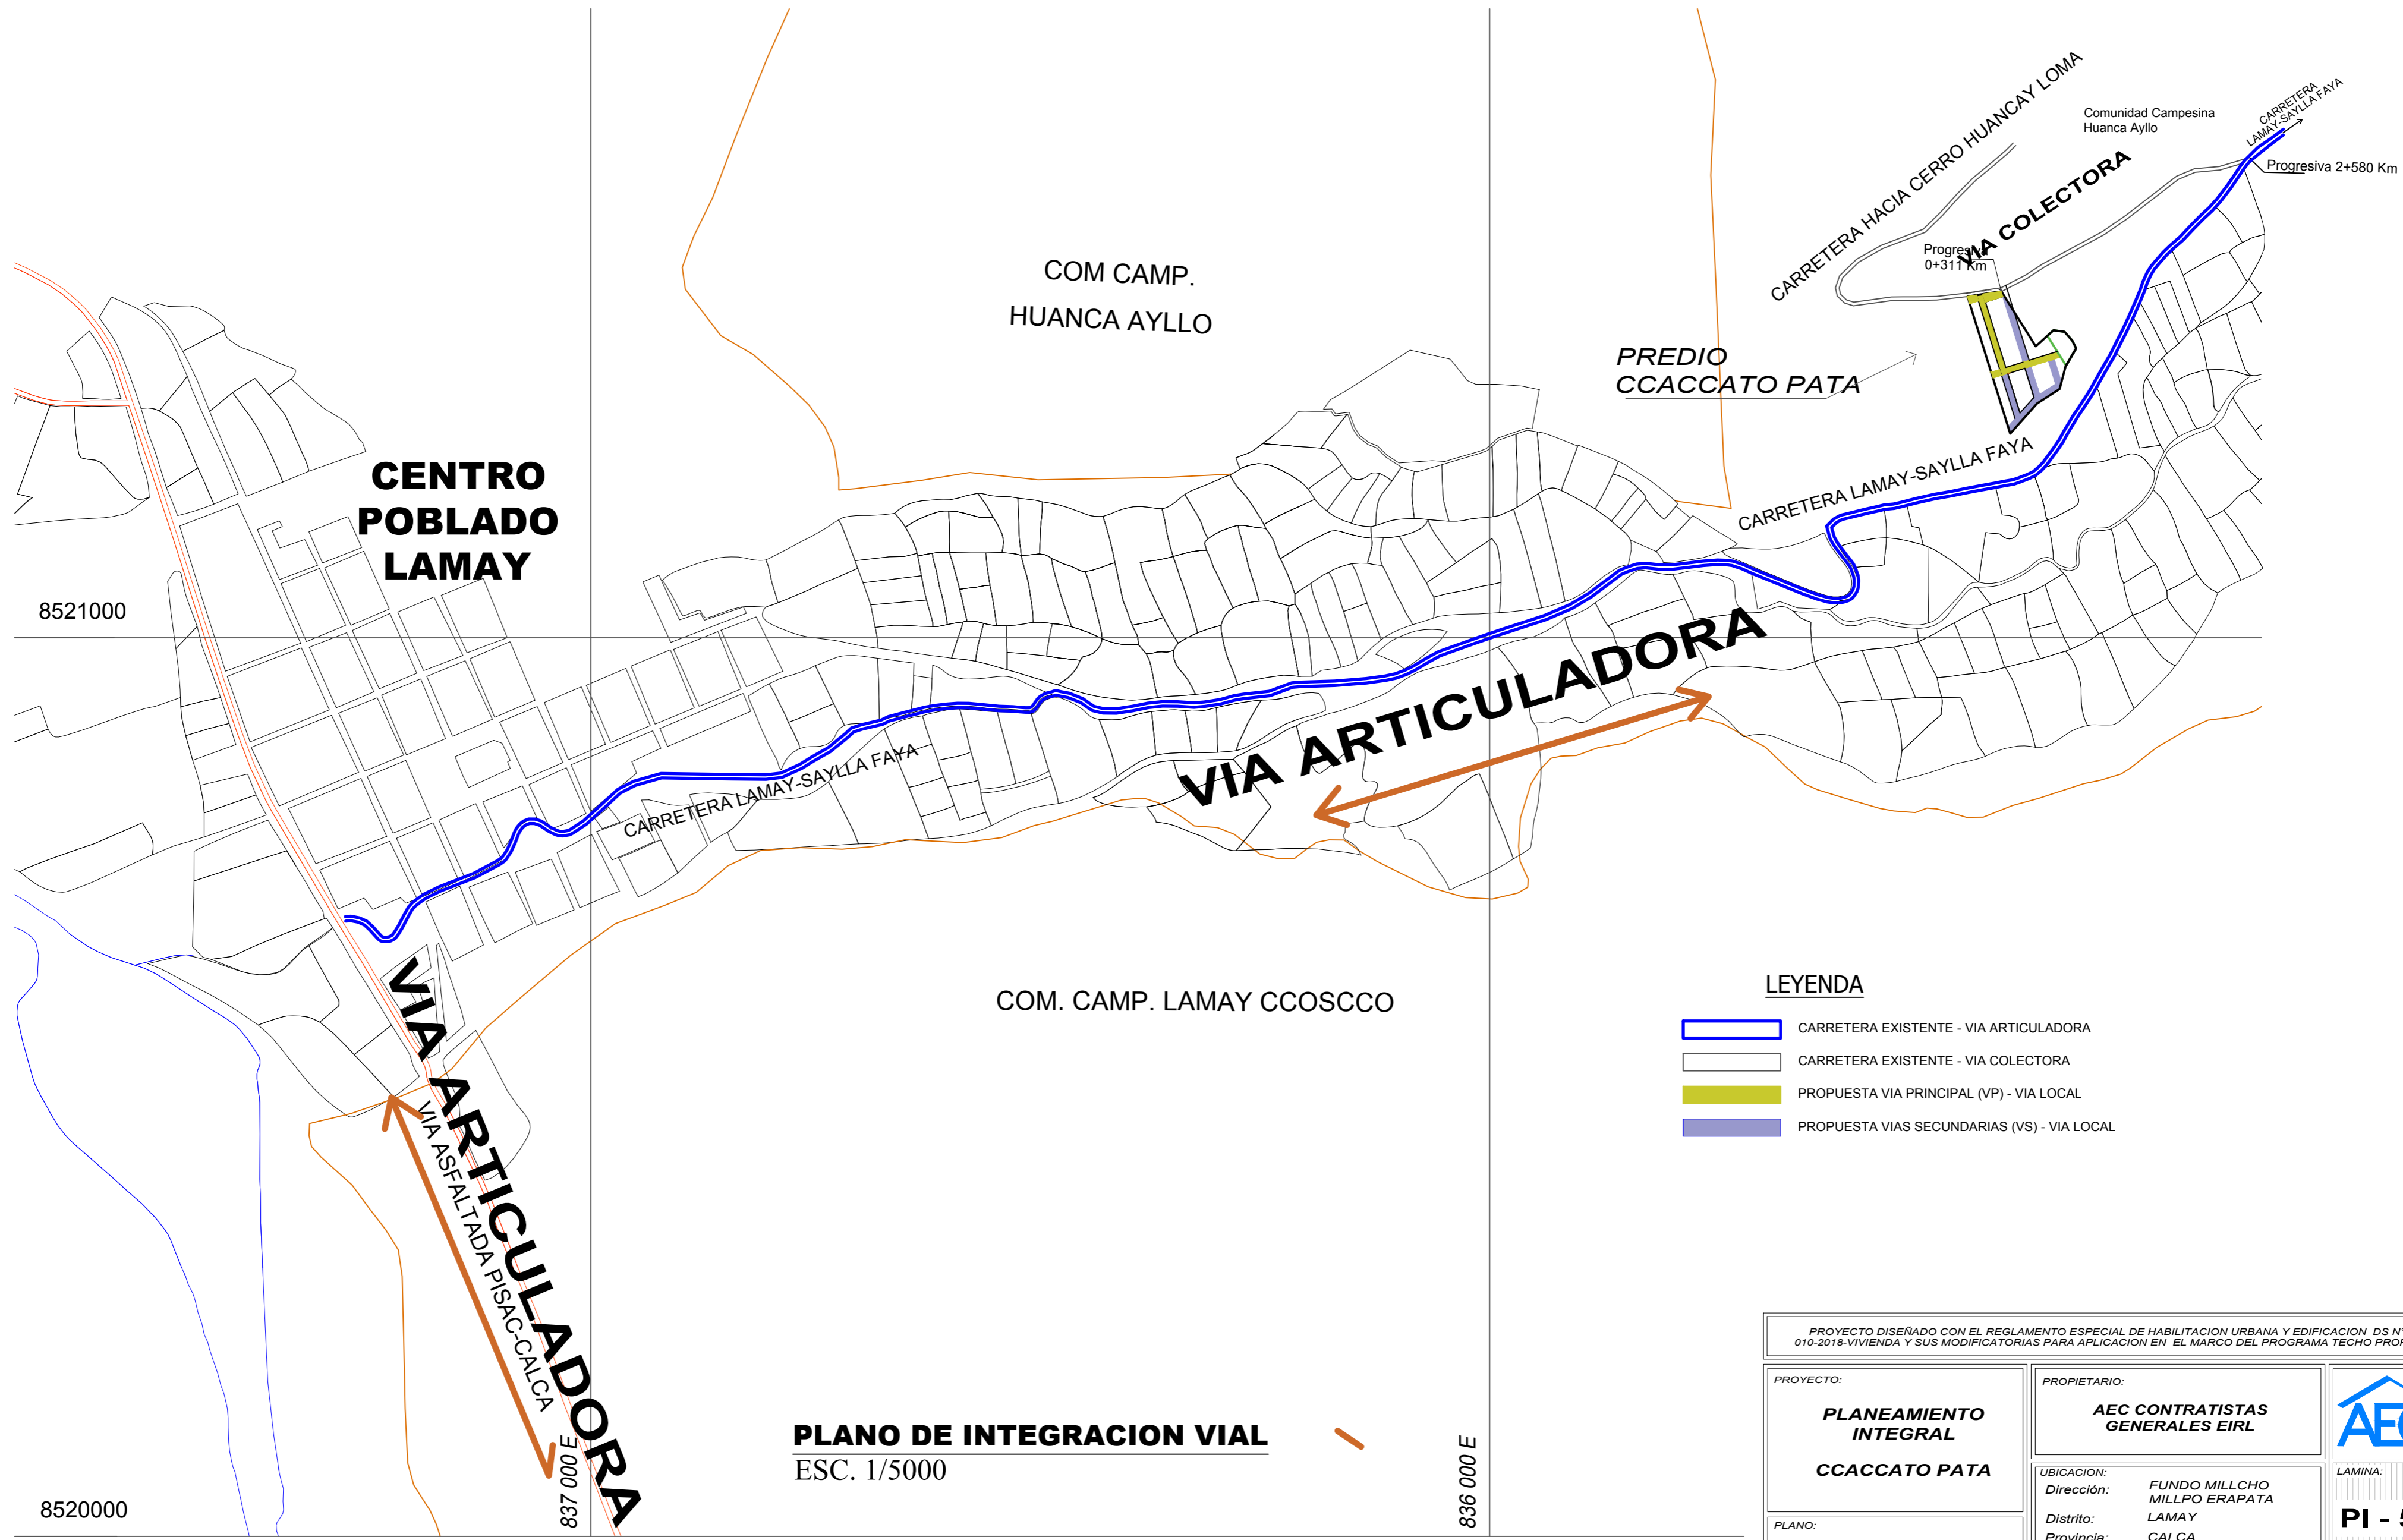 CARRETERA HACIA CERRO HUANCAY LOMA
Comunidad Campesina
Huanca Ayllo
CARRETERA
LAMAY-SAYLLA FAYA
Progresiva 2+580 Km
VIA COLECTORA
Progresiva
0+311 Km
COM CAMP.
HUANCA AYLLO
PREDIO
CCACCATO PATA
CENTRO
POBLADO
LAMAY
CARRETERA LAMAY-SAYLLA FAYA
8521000
VIA ARTICULADORA
CARRETERA LAMAY-SAYLLA FAYA
COM. CAMP. LAMAY CCOSCCO
LEYENDA
CARRETERA EXISTENTE - VIA ARTICULADORA
CARRETERA EXISTENTE - VIA COLECTORA
PROPUESTA VIA PRINCIPAL (VP) - VIA LOCAL
PROPUESTA VIAS SECUNDARIAS (VS) - VIA LOCAL
VIA ARTICULADORA
VIA ASFALTADA PISAC-CALCA
837 000 E
836 000 E
8520000
PLANO DE INTEGRACION VIAL
ESC. 1/5000
PROYECTO DISEÑADO CON EL REGLAMENTO ESPECIAL DE HABILITACION URBANA Y EDIFICACION DS
010-2018-VIVIENDA Y SUS MODIFICATORIAS PARA APLICACION EN EL MARCO DEL PROGRAMA TECHO
PROYECTO:
PLANEAMIENTO
INTEGRAL
CCACCATO PATA
PROPIETARIO:
AEC CONTRATISTAS
GENERALES EIRL
AEC
UBICACION:
Dirección: FUNDO MILLCHO
MILLPO ERAPATA
Distrito: LAMAY
Provincia: CALCA
LAMINA:
PI -
PLANO: